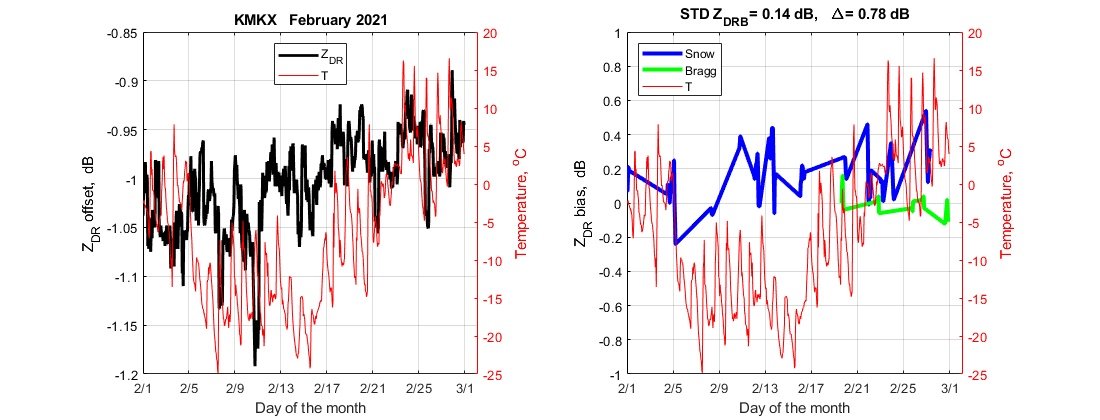 KMKX February 2021
-0.85
-0.9
-0.95
-1
-1.05
-1.1
-1.15
-1.2
Z_DR offset, dB
Z_DR
T
20
15
10
5
0
-5
-10
-15
-20
-25
Temperature, °C
2/1 2/5 2/9 2/13 2/17 2/21 2/25 3/1
Day of the month
STD Z_DRB = 0.14 dB, Δ = 0.78 dB
1
0.8
0.6
0.4
0.2
0
-0.2
-0.4
-0.6
-0.8
-1
Z_DR bias, dB
Snow
Bragg
T
20
15
10
5
0
-5
-10
-15
-20
-25
Temperature, °C
2/1 2/5 2/9 2/13 2/17 2/21 2/25 3/1
Day of the month